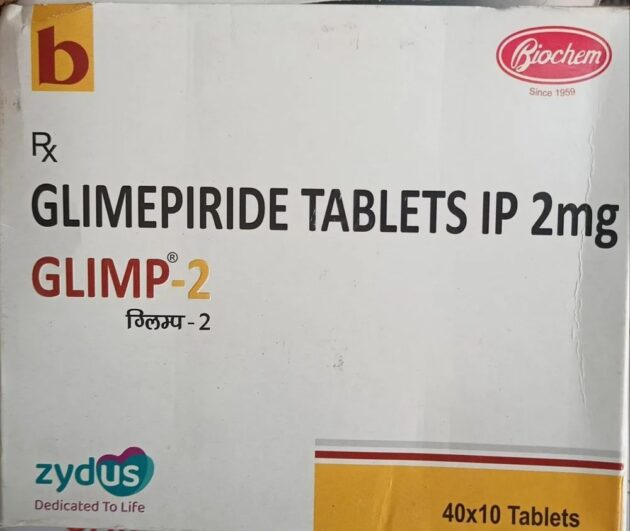 b
Biochem
Since 1959
Rx
GLIMEPIRIDE TABLETS IP 2mg
GLIMP®-2
ग्लिम्प - 2
zydus
Dedicated To Life
40x10 Tablets